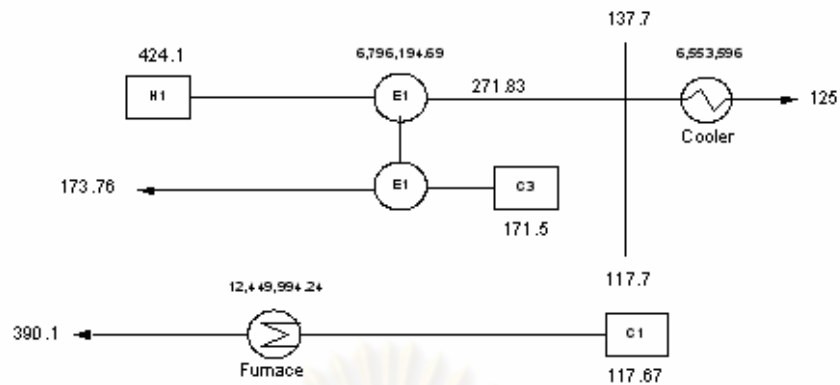 137.7
424.1
6,796,194.69
6,553,596
H1
E1
271.83
125
Cooler
173.76
E1
C3
171.5
117.7
12,449,994.24
390.1
C1
Furnace
117.67